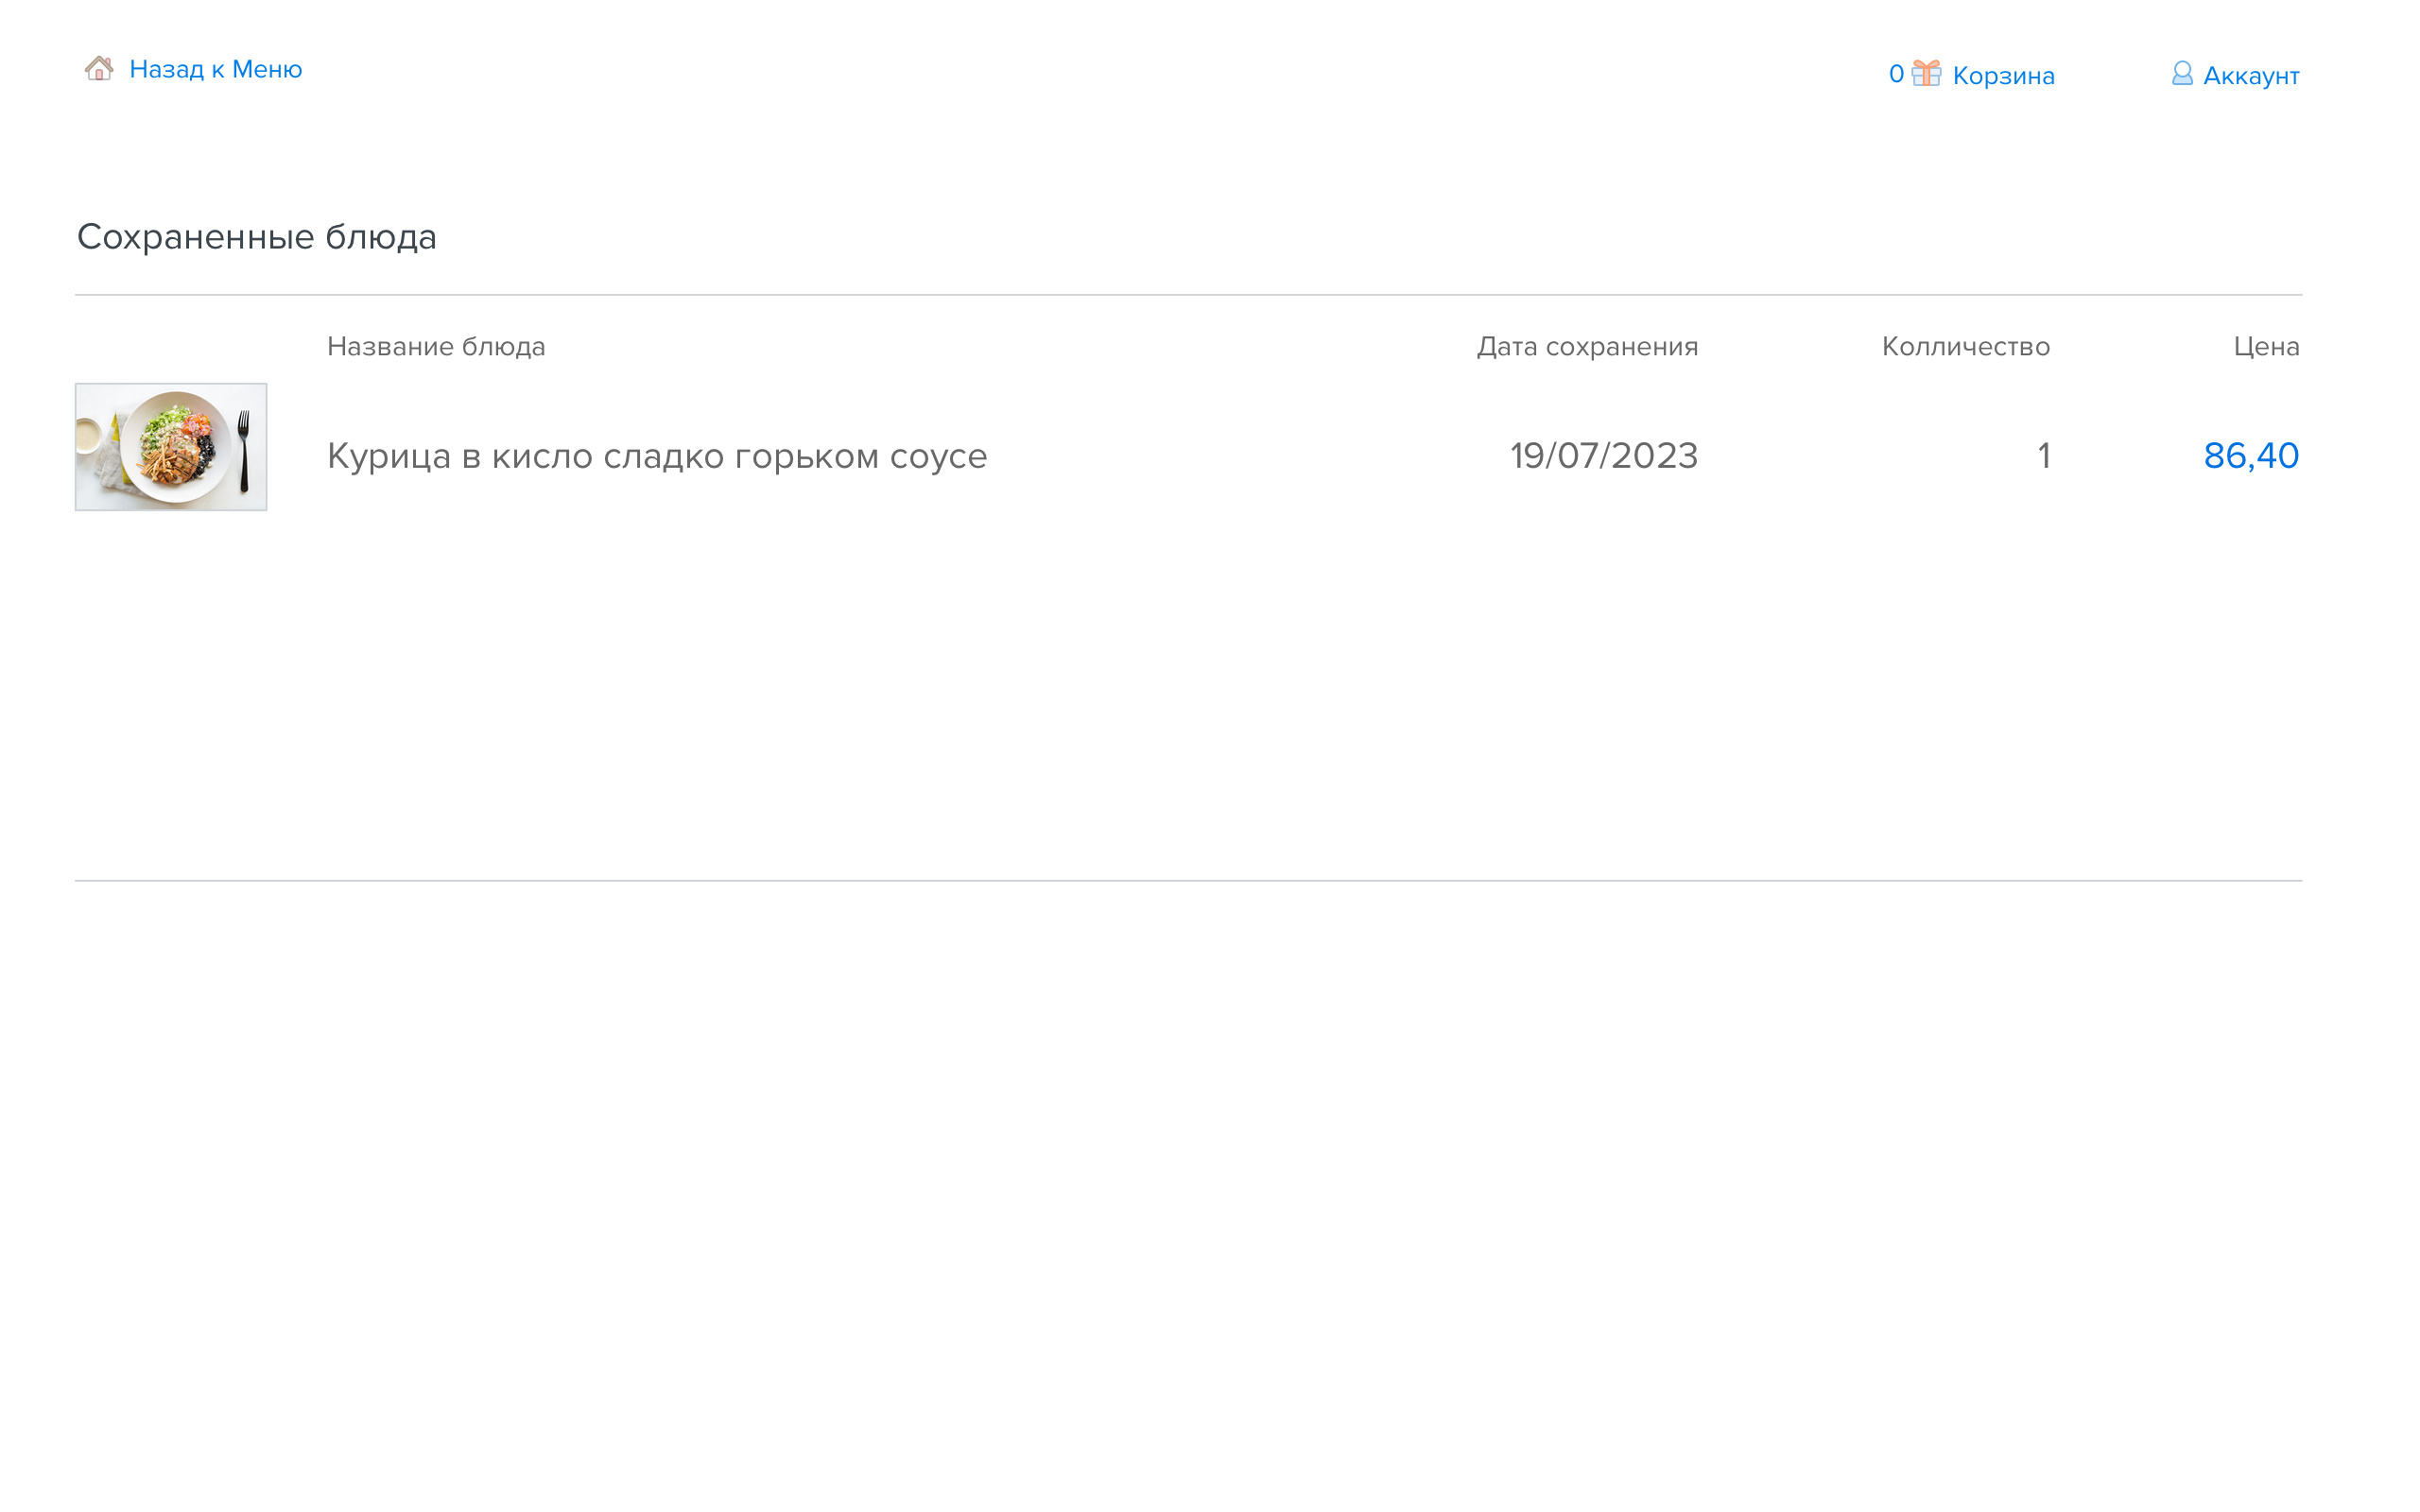 Назад к Меню
0 Корзина
Аккаунт
Сохраненные блюда
Название блюда
Дата сохранения
Колличество
Цена
Курица в кисло сладко горьком соусе
19/07/2023
1
86,40